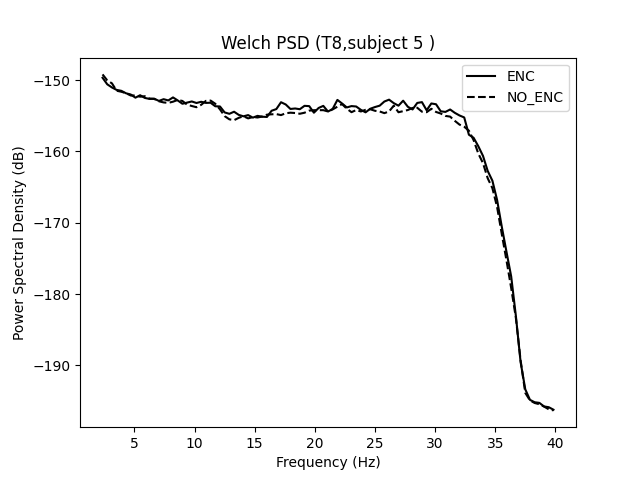 Welch PSD (T8,subject 5 )
ENC
NO_ENC
Power Spectral Density (dB)
−150
−160
−170
−180
−190
5 10 15 20 25 30 35 40
Frequency (Hz)